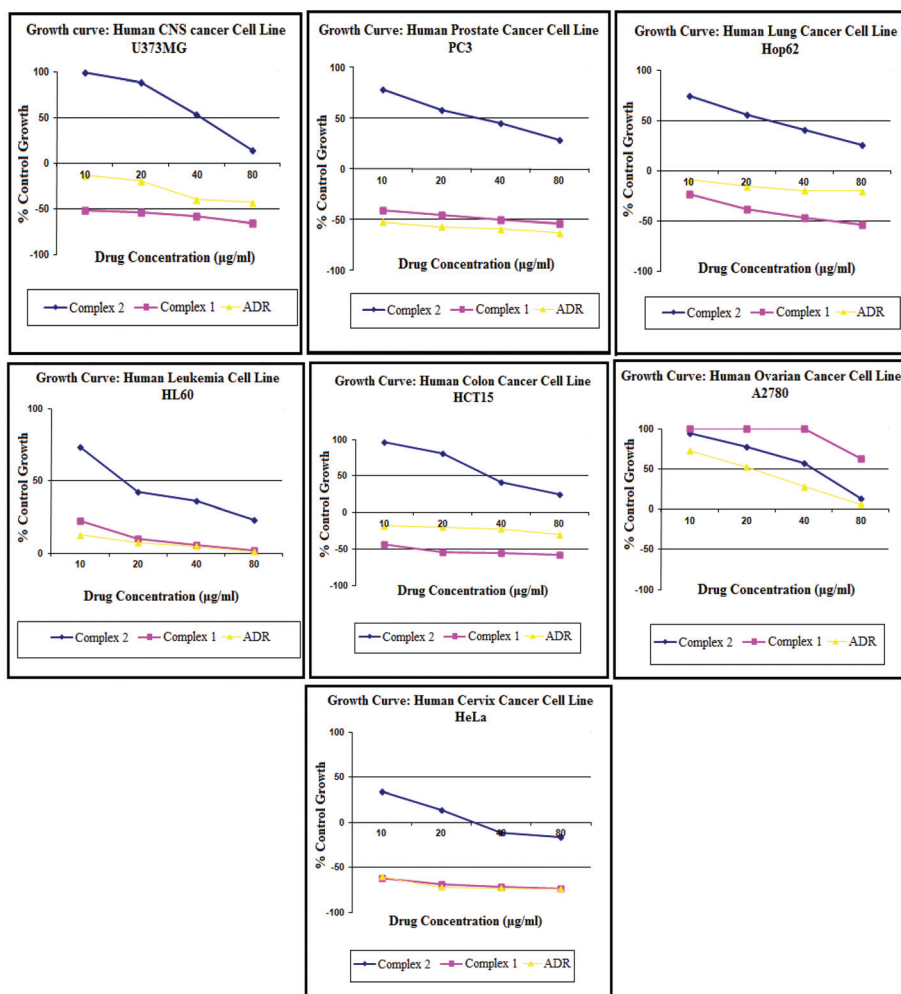 Growth curve: Human CNS cancer Cell Line
U373MG
100
50
0
-50
-100
% Control Growth
10 20 40 80
Drug Concentration (µg/ml)
Complex 2 Complex 1 ADR
Growth curve: Human Prostate Cancer Cell Line
PC3
100
50
0
-50
-100
% Control Growth
10 20 40 80
Drug Concentration (µg/ml)
Complex 2 Complex 1 ADR
Growth curve: Human Lung Cancer Cell Line
Hop62
100
50
0
-50
-100
% Control Growth
10 20 40 80
Drug Concentration (µg/ml)
Complex 2 Complex 1 ADR
Growth Curve: Human Leukemia Cell Line
HL60
100
50
0
% Control Growth
10 20 40 80
Drug Concentration (µg/ml)
Complex 2 Complex 1 ADR
Growth Curve: Human Colon Cancer Cell Line
HCT15
100
50
0
-50
-100
% Control Growth
10 20 40 80
Drug Concentration (µg/ml)
Complex 2 Complex 1 ADR
Growth Curve: Human Ovarian Cancer Cell Line
A2780
100
50
0
-50
-100
% Control Growth
10 20 40 80
Drug Concentration (µg/ml)
Complex 2 Complex 1 ADR
Growth Curve: Human Cervix Cancer Cell Line
HeLa
100
50
0
-50
-100
% Control Growth
10 20 40 80
Drug Concentration (µg/ml)
Complex 2 Complex 1 ADR